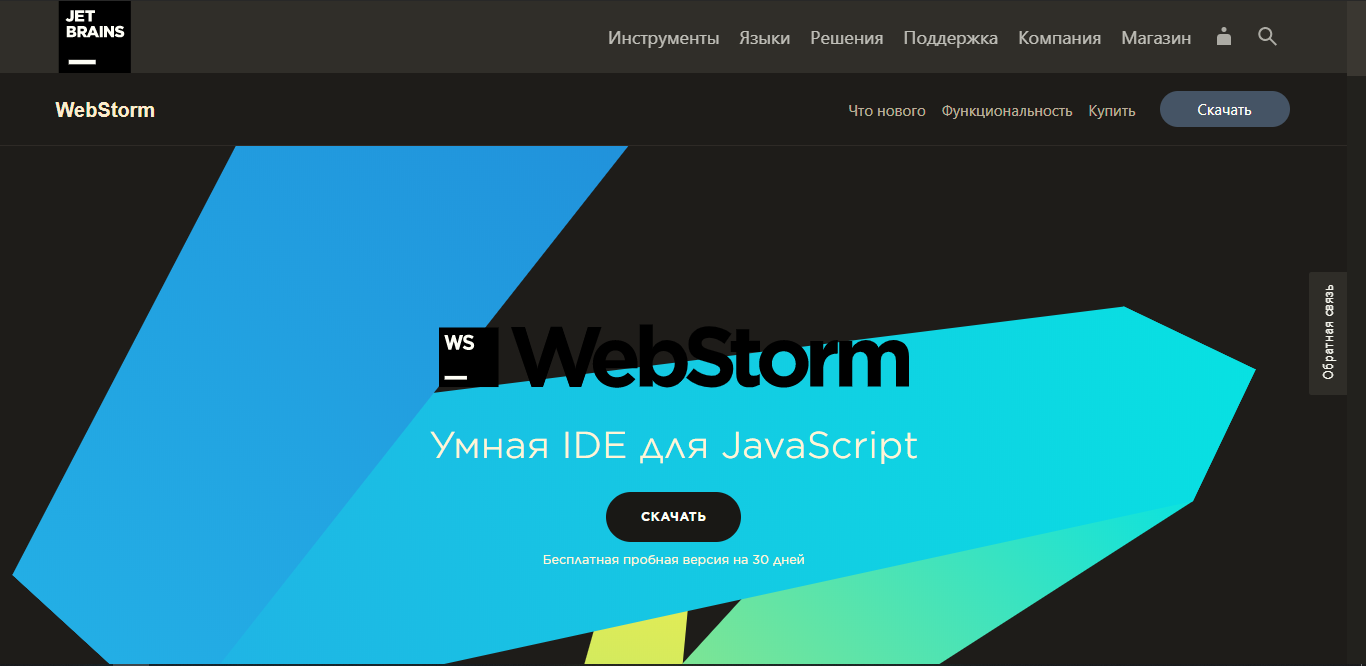 JET
BRAINS
Инструменты Языки Решения Поддержка Компания Магазин
WebStorm
Что нового Функциональность Купить Скачать
Обратная связь
WS WebStorm
Умная IDE для JavaScript
СКАЧАТЬ
Бесплатная пробная версия на 30 дней